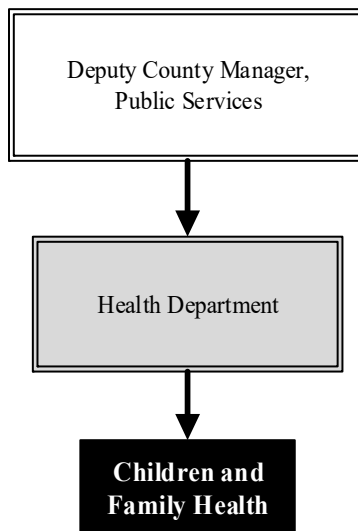 Deputy County Manager,
Public Services
Health Department
Children and
Family Health